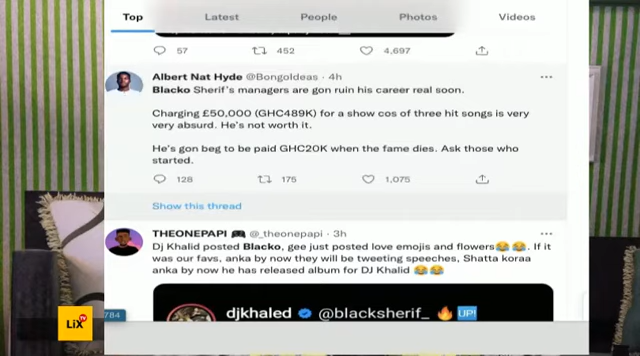 Top Latest People Photos Videos
57 452 4,697
Albert Nat Hyde @BongoIdeas · 4h
Blacko Sherif's managers are gon ruin his career real soon.
Charging £50,000 (GHC489K) for a show cos of three hit songs is very
very absurd. He's not worth it.
He's gon beg to be paid GHC20K when the fame dies. Ask those who
started.
128 175 1,075
Show this thread
THEONEPAPI 🎮 @_theonepapi · 3h
Dj Khalid posted Blacko, gee just posted love emojis and flowers😂 😂. If it
was our favs, anka by now they will be tweeting speeches, Shatta koraa
anka by now he has released album for DJ Khalid 😂 😂
djkhaled @blacksherif_ 🔥 UP!
784
LiX TV